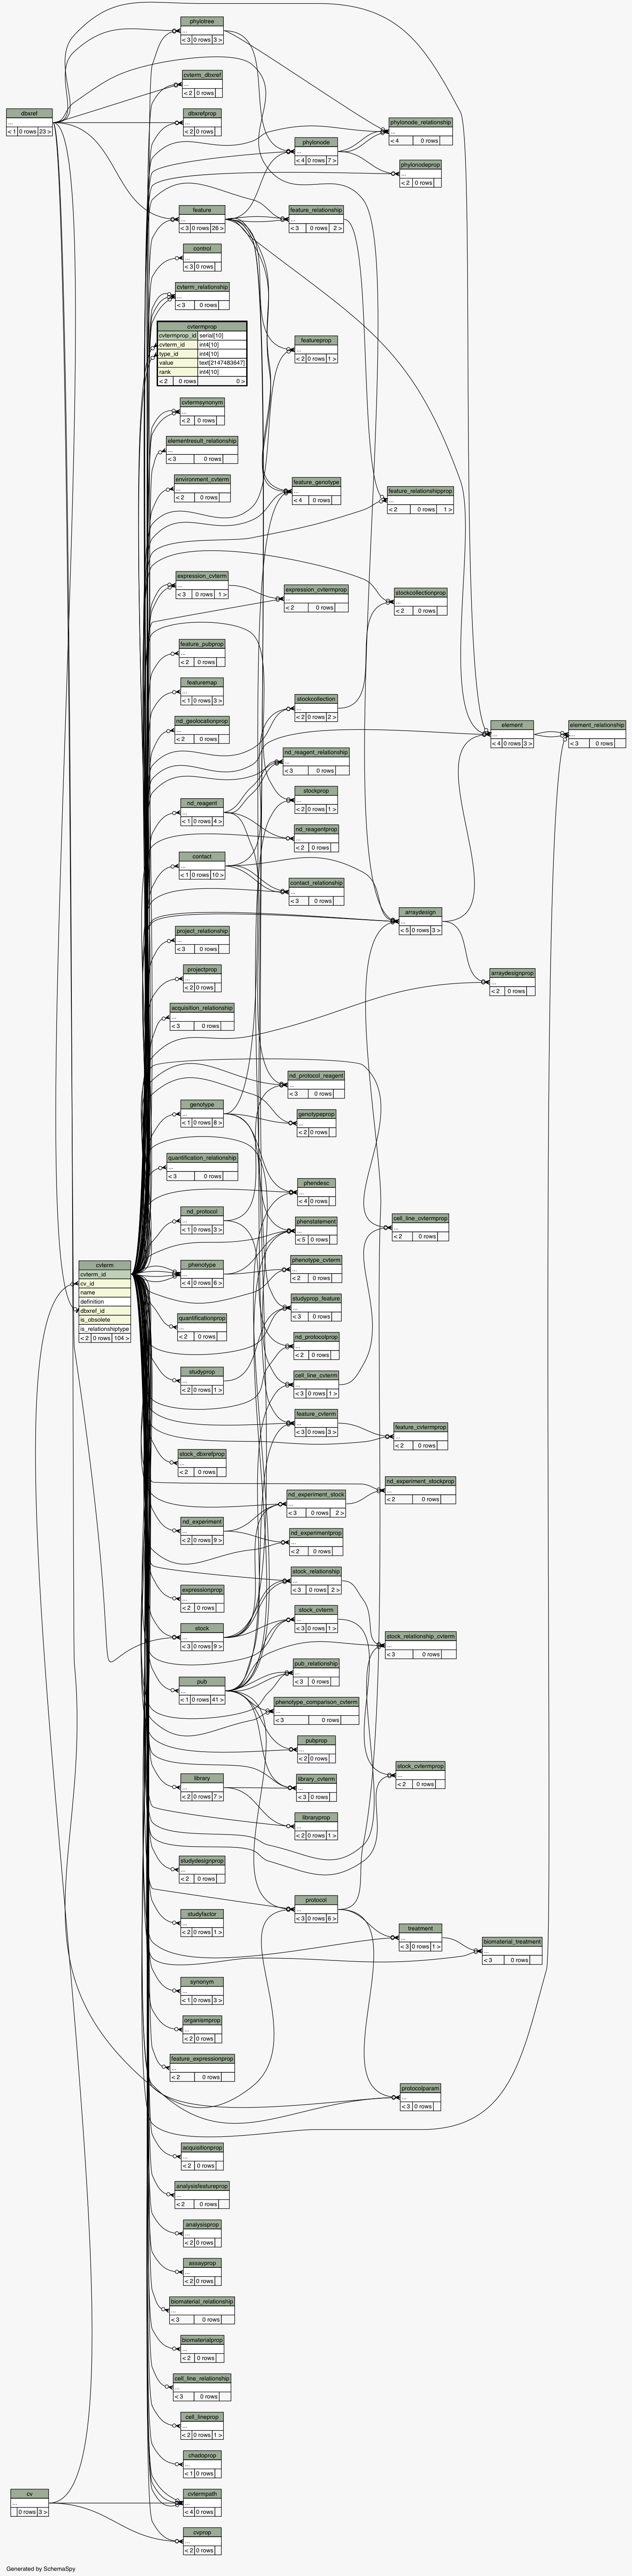 phylotree
...
< 3 0 rows 3 >
cvterm_dbxref
...
< 2 0 rows
dbxref
...
< 1 0 rows 23 >
dbxrefprop
...
< 2 0 rows
phylonode_relationship
...
< 4 0 rows
phylonode
...
< 4 0 rows 7 >
phylonodeprop
...
< 2 0 rows
feature
...
< 3 0 rows 26 >
feature_relationship
...
< 3 0 rows 2 >
control
...
< 3 0 rows
cvterm_relationship
...
< 3 0 rows
cvtermprop
cvtermprop_id serial[10]
cvterm_id int4[10]
type_id int4[10]
value text[2147483647]
rank int4[10]
< 2 0 rows 0 >
featureprop
...
< 2 0 rows 1 >
cvtermsynonym
...
< 2 0 rows
elementresult_relationship
...
< 3 0 rows
environment_cvterm
...
< 2 0 rows
feature_genotype
...
< 4 0 rows
feature_relationshipprop
...
< 2 0 rows 1 >
expression_cvterm
...
< 3 0 rows 1 >
expression_cvtermprop
...
< 2 0 rows
stockcollectionprop
...
< 2 0 rows
feature_pubprop
...
< 2 0 rows
featuremap
...
< 1 0 rows 3 >
stockcollection
...
< 2 0 rows 2 >
nd_geolocationprop
...
< 2 0 rows
element
...
< 4 0 rows 3 >
element_relationship
...
< 3 0 rows
nd_reagent_relationship
...
< 3 0 rows
stockprop
...
< 2 0 rows 1 >
nd_reagent
...
< 1 0 rows 4 >
nd_reagentprop
...
< 2 0 rows
contact
...
< 1 0 rows 10 >
contact_relationship
...
< 3 0 rows
arraydesign
...
< 5 0 rows 3 >
project_relationship
...
< 3 0 rows
projectprop
...
< 2 0 rows
arraydesignprop
...
< 2 0 rows
acquisition_relationship
...
< 3 0 rows
nd_protocol_reagent
...
< 3 0 rows
genotype
...
< 1 0 rows 8 >
genotypeprop
...
< 2 0 rows
quantification_relationship
...
< 3 0 rows
phendesc
...
< 4 0 rows
nd_protocol
...
< 1 0 rows 3 >
phenstatement
...
< 5 0 rows
cell_line_cvtermprop
...
< 2 0 rows
cvterm
cvterm_id
cv_id
name
definition
dbxref_id
is_obsolete
is_relationshiptype
< 2 0 rows 104 >
phenotype
...
< 4 0 rows 6 >
phenotype_cvterm
...
< 2 0 rows
studyprop_feature
...
< 3 0 rows
quantificationprop
...
< 2 0 rows
nd_protocolprop
...
< 2 0 rows
studyprop
...
< 2 0 rows 1 >
cell_line_cvterm
...
< 3 0 rows 1 >
feature_cvterm
...
< 3 0 rows 3 >
feature_cvtermprop
...
< 2 0 rows
stock_dbxrefprop
...
< 2 0 rows
nd_experiment_stockprop
...
< 2 0 rows
nd_experiment_stock
...
< 3 0 rows 2 >
nd_experiment
...
< 2 0 rows 9 >
nd_experimentprop
...
< 2 0 rows
stock_relationship
...
< 3 0 rows 2 >
expressionprop
...
< 2 0 rows
stock_cvterm
...
< 3 0 rows 1 >
stock
...
< 3 0 rows 9 >
stock_relationship_cvterm
...
< 3 0 rows
pub_relationship
...
< 3 0 rows
pub
...
< 1 0 rows 41 >
phenotype_comparison_cvterm
...
< 3 0 rows
pubprop
...
< 2 0 rows
library
...
< 2 0 rows 7 >
library_cvterm
...
< 3 0 rows
stock_cvtermprop
...
< 2 0 rows
libraryprop
...
< 2 0 rows 1 >
studydesignprop
...
< 2 0 rows
protocol
...
< 3 0 rows 6 >
studyfactor
...
< 2 0 rows 1 >
treatment
...
< 3 0 rows 1 >
biomaterial_treatment
...
< 3 0 rows
synonym
...
< 1 0 rows 3 >
organismprop
...
< 2 0 rows
feature_expressionprop
...
< 2 0 rows
protocolparam
...
< 3 0 rows
acquisitionprop
...
< 2 0 rows
analysisfeatureprop
...
< 2 0 rows
analysisprop
...
< 2 0 rows
assayprop
...
< 2 0 rows
biomaterial_relationship
...
< 3 0 rows
biomaterialprop
...
< 2 0 rows
cell_line_relationship
...
< 3 0 rows
cell_lineprop
...
< 2 0 rows 1 >
chadoprop
...
< 1 0 rows
cv
...
0 rows 3 >
cvtermpath
...
< 4 0 rows
cvprop
...
< 2 0 rows
Generated by SchemaSpy